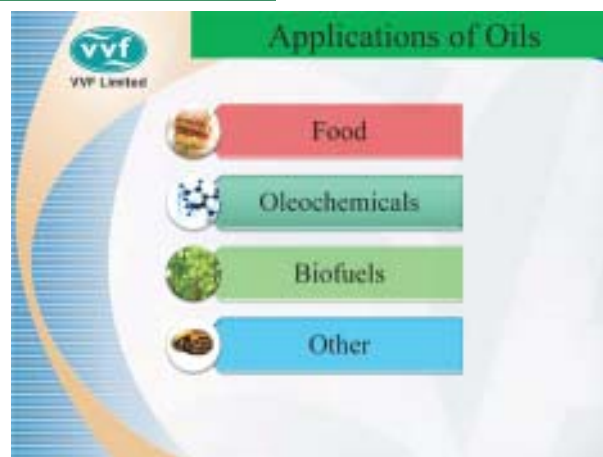 Applications of Oils
vvf
VVF Limited
Food
Oleochemicals
Biofuels
Other